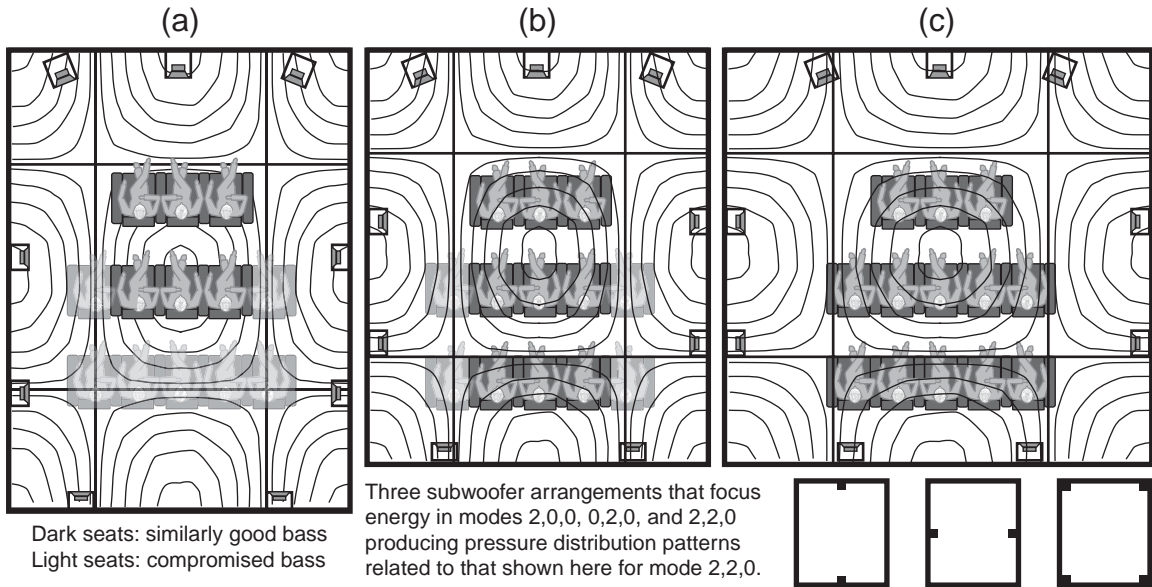 (a)
(b)
(c)
Dark seats: similarly good bass
Light seats: compromised bass
Three subwoofer arrangements that focus
energy in modes 2,0,0, 0,2,0, and 2,2,0
producing pressure distribution patterns
related to that shown here for mode 2,2,0.